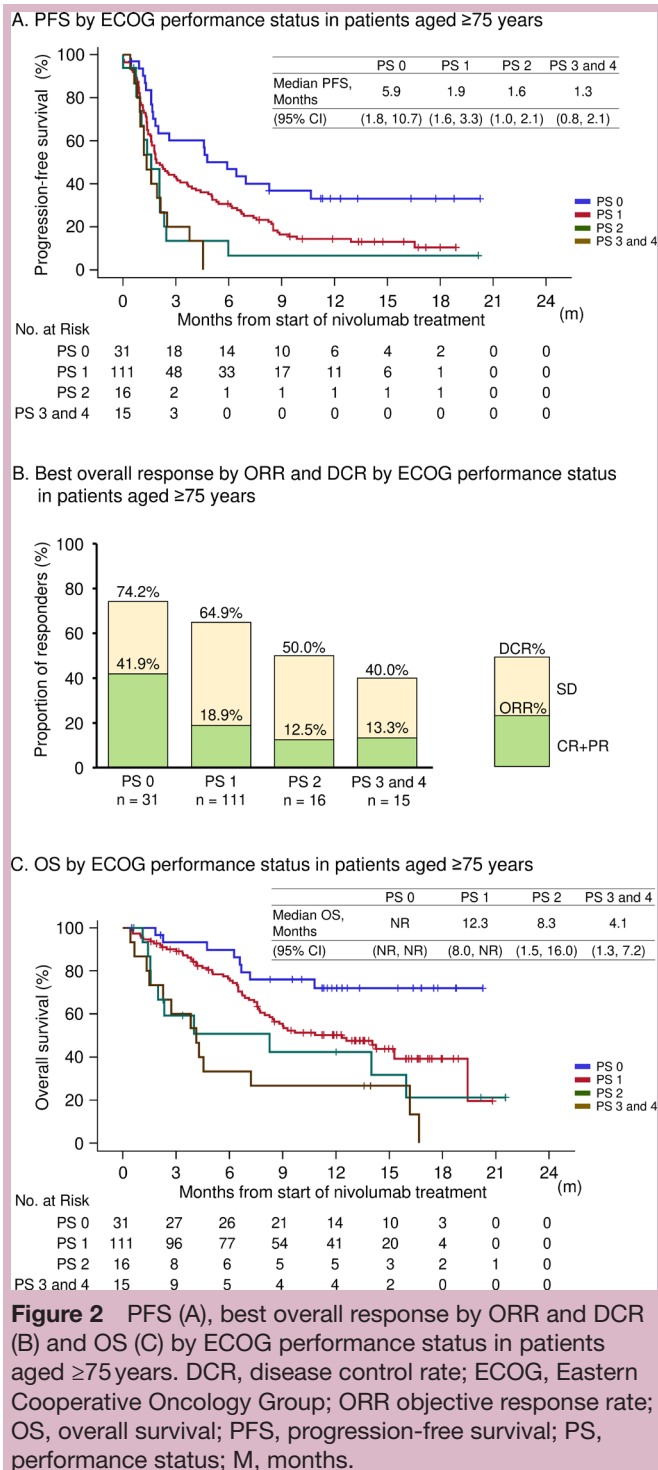 A. PFS by ECOG performance status in patients aged ≥75 years
Progression-free survival (%)
100
80
60
40
20
0
PS 0 PS 1 PS 2 PS 3 and 4
Median PFS, Months 5.9 1.9 1.6 1.3
(95% CI) (1.8, 10.7) (1.6, 3.3) (1.0, 2.1) (0.8, 2.1)
PS 0
PS 1
PS 2
PS 3 and 4
0 3 6 9 12 15 18 21 24 (m)
Months from start of nivolumab treatment
No. at Risk
PS 0 31 18 14 10 6 4 2 0 0
PS 1 111 48 33 17 11 6 1 0 0
PS 2 16 2 1 1 1 1 1 0 0
PS 3 and 4 15 3 0 0 0 0 0 0 0
B. Best overall response by ORR and DCR by ECOG performance status
in patients aged ≥75 years
Proportion of responders (%)
100
80
60
40
20
0
74.2%
41.9%
64.9%
18.9%
50.0%
12.5%
40.0%
13.3%
PS 0 PS 1 PS 2 PS 3 and 4
n = 31 n = 111 n = 16 n = 15
DCR%
SD
ORR%
CR+PR
C. OS by ECOG performance status in patients aged ≥75 years
Overall survival (%)
100
80
60
40
20
0
PS 0 PS 1 PS 2 PS 3 and 4
Median OS, Months NR 12.3 8.3 4.1
(95% CI) (NR, NR) (8.0, NR) (1.5, 16.0) (1.3, 7.2)
PS 0
PS 1
PS 2
PS 3 and 4
0 3 6 9 12 15 18 21 24 (m)
Months from start of nivolumab treatment
No. at Risk
PS 0 31 27 26 21 14 10 3 0 0
PS 1 111 96 77 54 41 20 4 0 0
PS 2 16 8 6 5 5 3 2 1 0
PS 3 and 4 15 9 5 4 4 2 0 0 0
Figure 2 PFS (A), best overall response by ORR and DCR
(B) and OS (C) by ECOG performance status in patients
aged ≥75 years. DCR, disease control rate; ECOG, Eastern
Cooperative Oncology Group; ORR objective response rate;
OS, overall survival; PFS, progression-free survival; PS,
performance status; M, months.